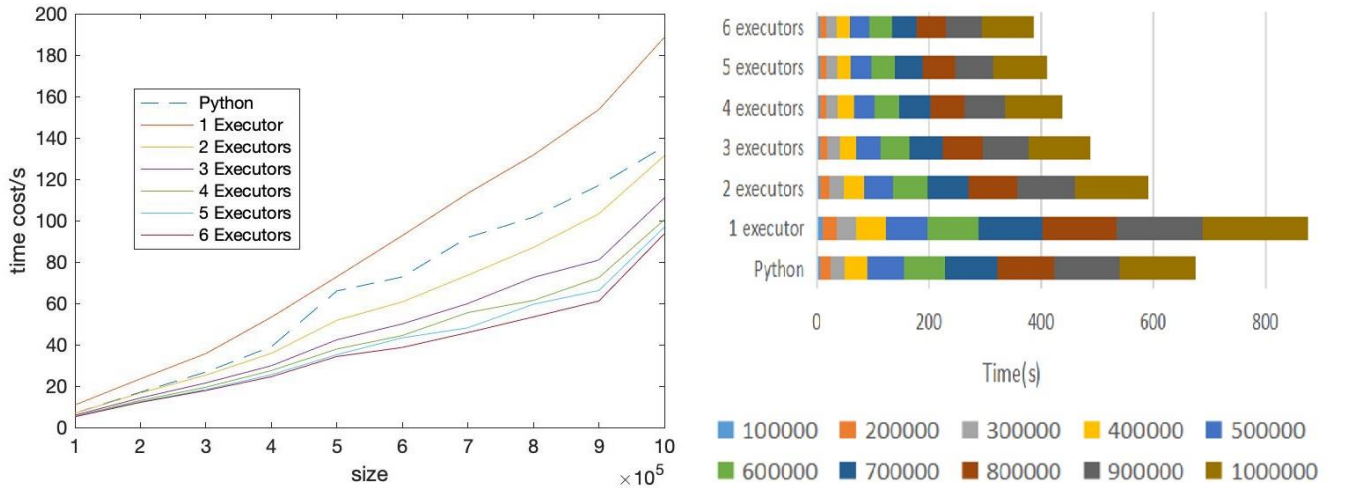 200
180
160
140
120
100
80
60
40
20
0
time cost/s
Python
1 Executor
2 Executors
3 Executors
4 Executors
5 Executors
6 Executors
1 2 3 4 5 6 7 8 9 10
size
× 10⁵
6 executors
5 executors
4 executors
3 executors
2 executors
1 executor
Python
0 200 400 600 800
Time(s)
100000 200000 300000 400000 500000
600000 700000 800000 900000 1000000